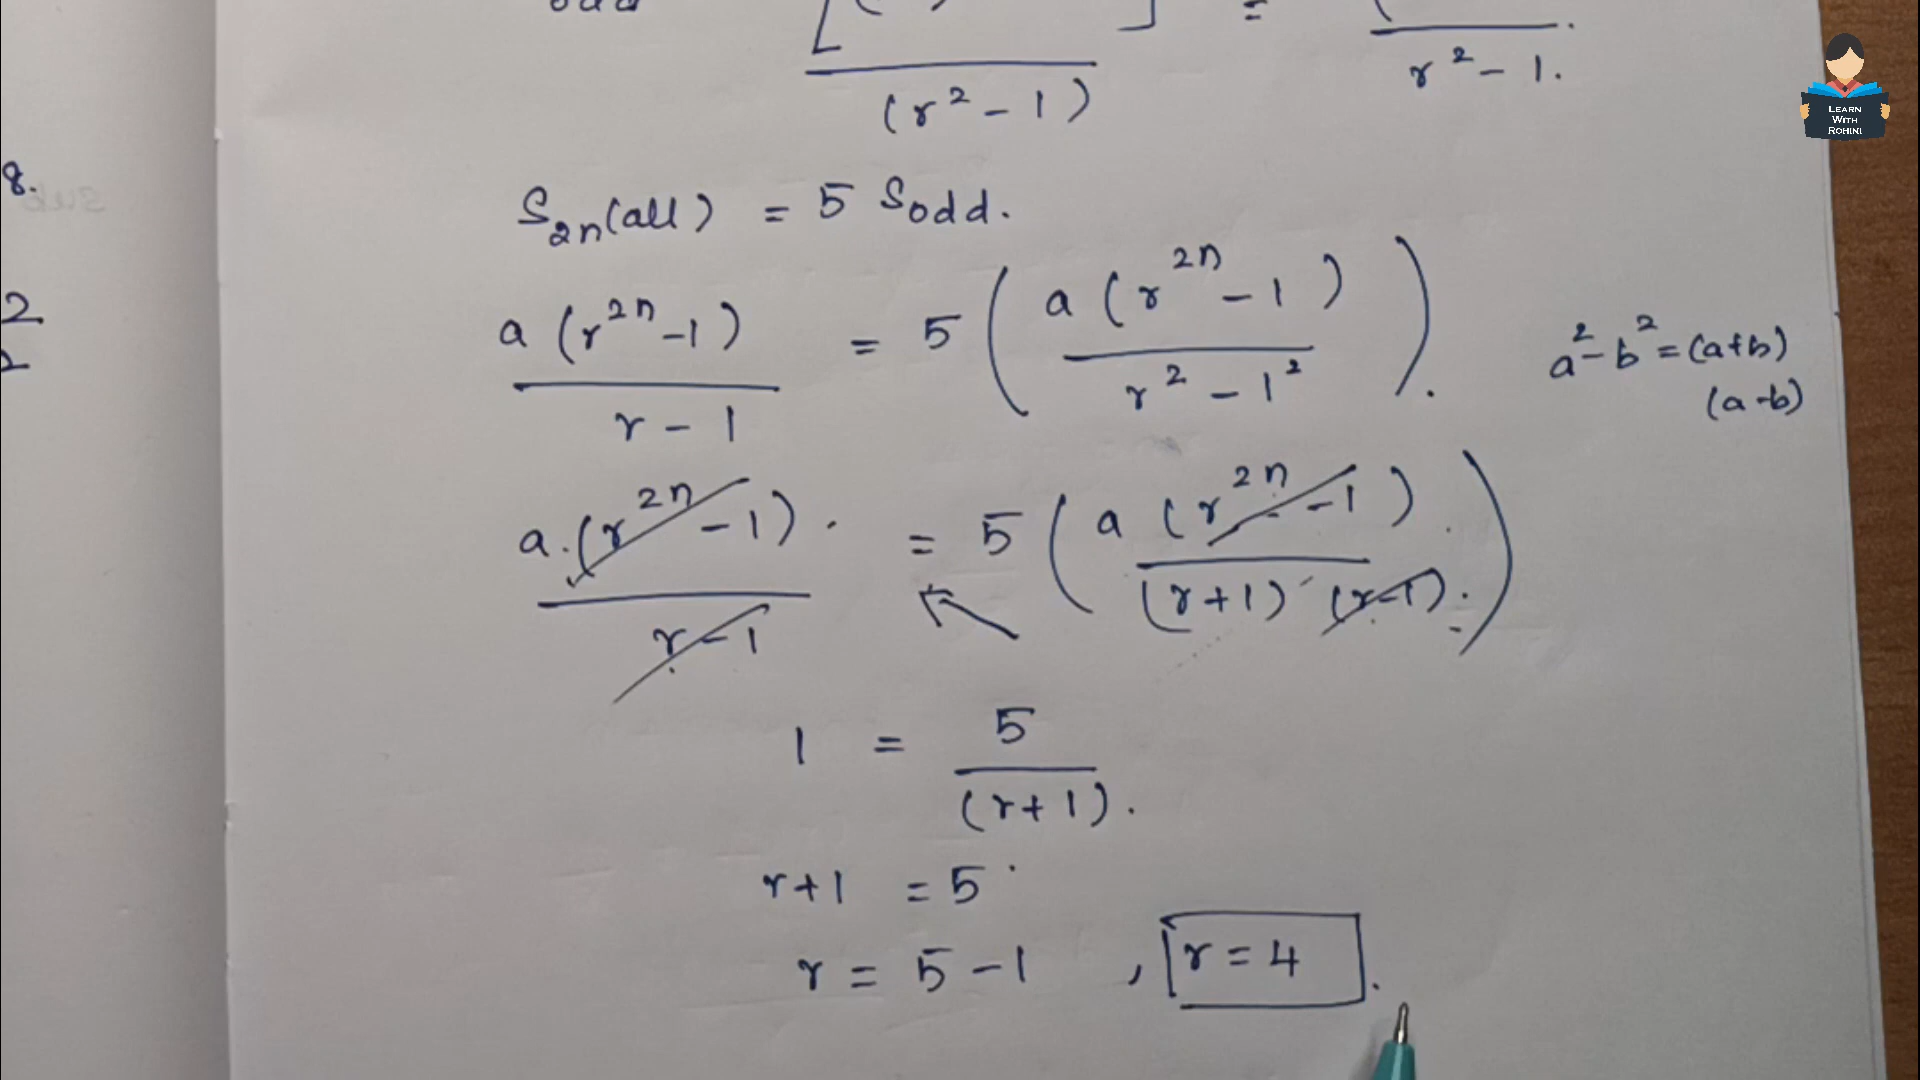 (r² - 1)
r² - 1.
LEARN
WITH
ROHINI
8.
S₂ₙ(all) = 5 Sodd.
2
a (r²ⁿ - 1) / r - 1 = 5 ( a (r²ⁿ - 1) / r² - 1² ).
a² - b² = (a+b)
(a-b)
a.(r²ⁿ - 1). / r - 1 = 5 ( a (r²ⁿ - 1) / (r+1) (r-1). )
1 = 5 / (r+1).
r+1 = 5
r = 5 - 1 , r = 4 .